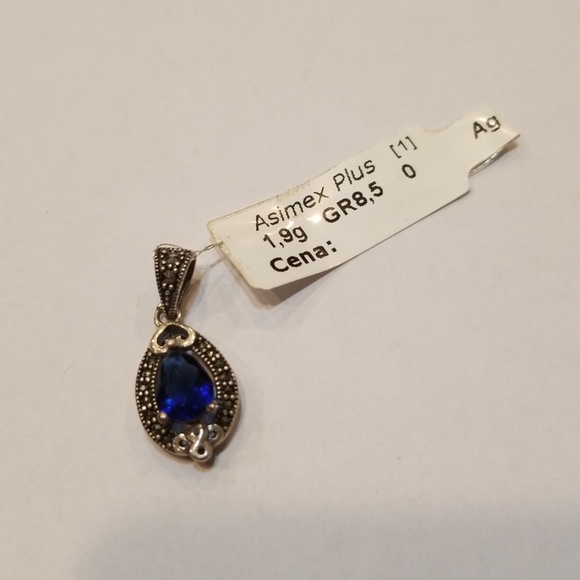 Asimex Plus [1] Ag
1,9g GR8,5 0
Cena: